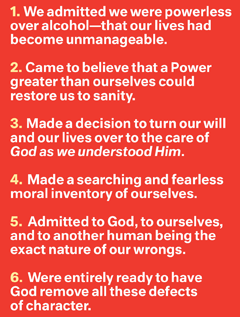 1. We admitted we were powerless
over alcohol—that our lives had
become unmanageable.
2. Came to believe that a Power
greater than ourselves could
restore us to sanity.
3. Made a decision to turn our will
and our lives over to the care of
God as we understood Him.
4. Made a searching and fearless
moral inventory of ourselves.
5. Admitted to God, to ourselves,
and to another human being the
exact nature of our wrongs.
6. Were entirely ready to have
God remove all these defects
of character.